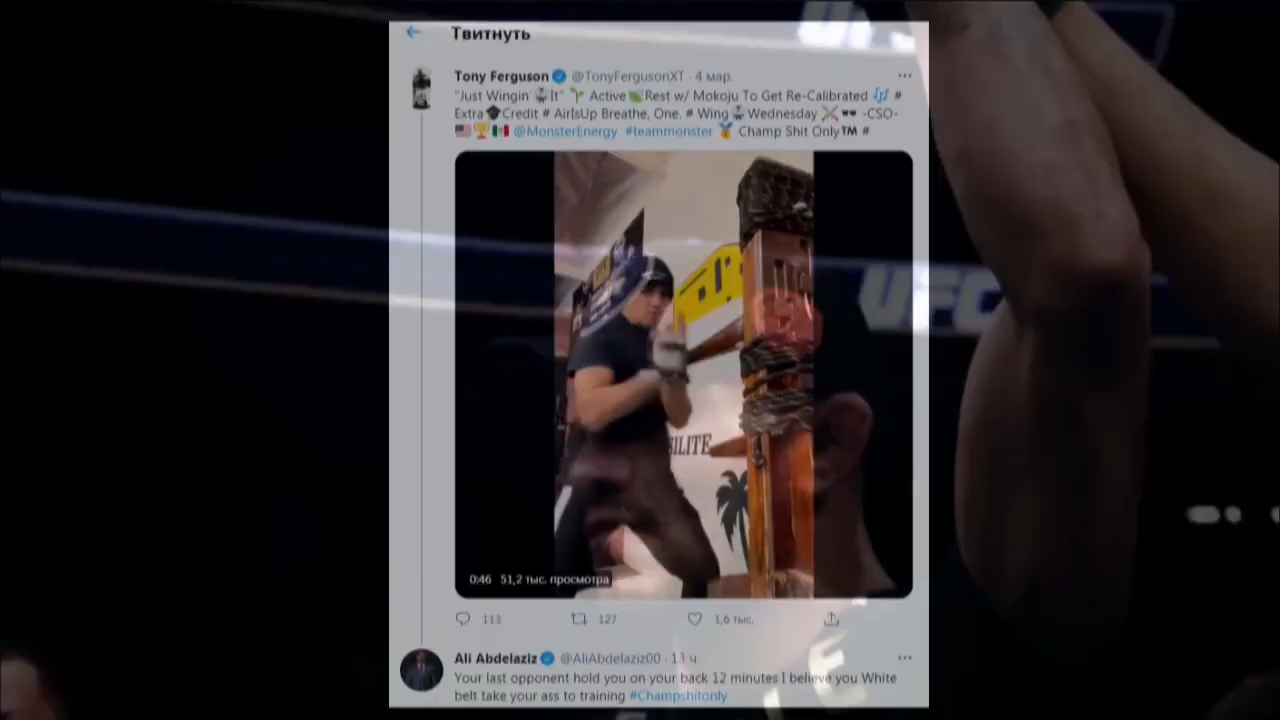 Твитнуть
Tony Ferguson @TonyFergusonXT · 4 мар.
"Just Wingin' It" Active Rest w/ Mokoju To Get Re-Calibrated #
Extra Credit # AirIsUp Breathe, One. # Wing Wednesday -CSO-
@MonsterEnergy #teammonster Champ Shit Only™ #
UFC
ILITE
0:46 51,2 тыс. просмотра
113 127 1,6 тыс.
Ali Abdelaziz @AliAbdelaziz00 · 13 ч
Your last opponent hold you on your back 12 minutes I believe you White
belt take your ass to training #Champshitonly